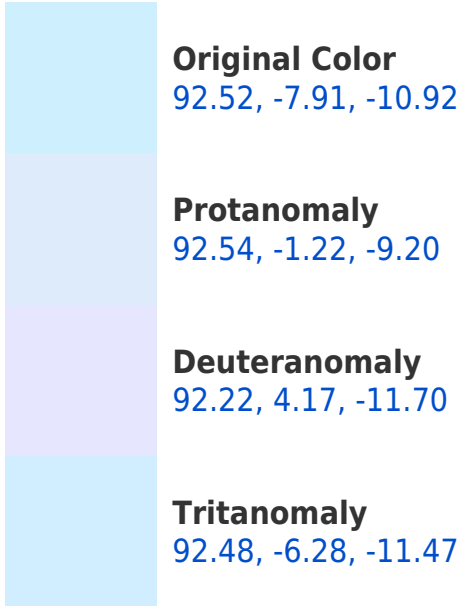 Original Color
92.52, -7.91, -10.92
Protanomaly
92.54, -1.22, -9.20
Deuteranomaly
92.22, 4.17, -11.70
Tritanomaly
92.48, -6.28, -11.47